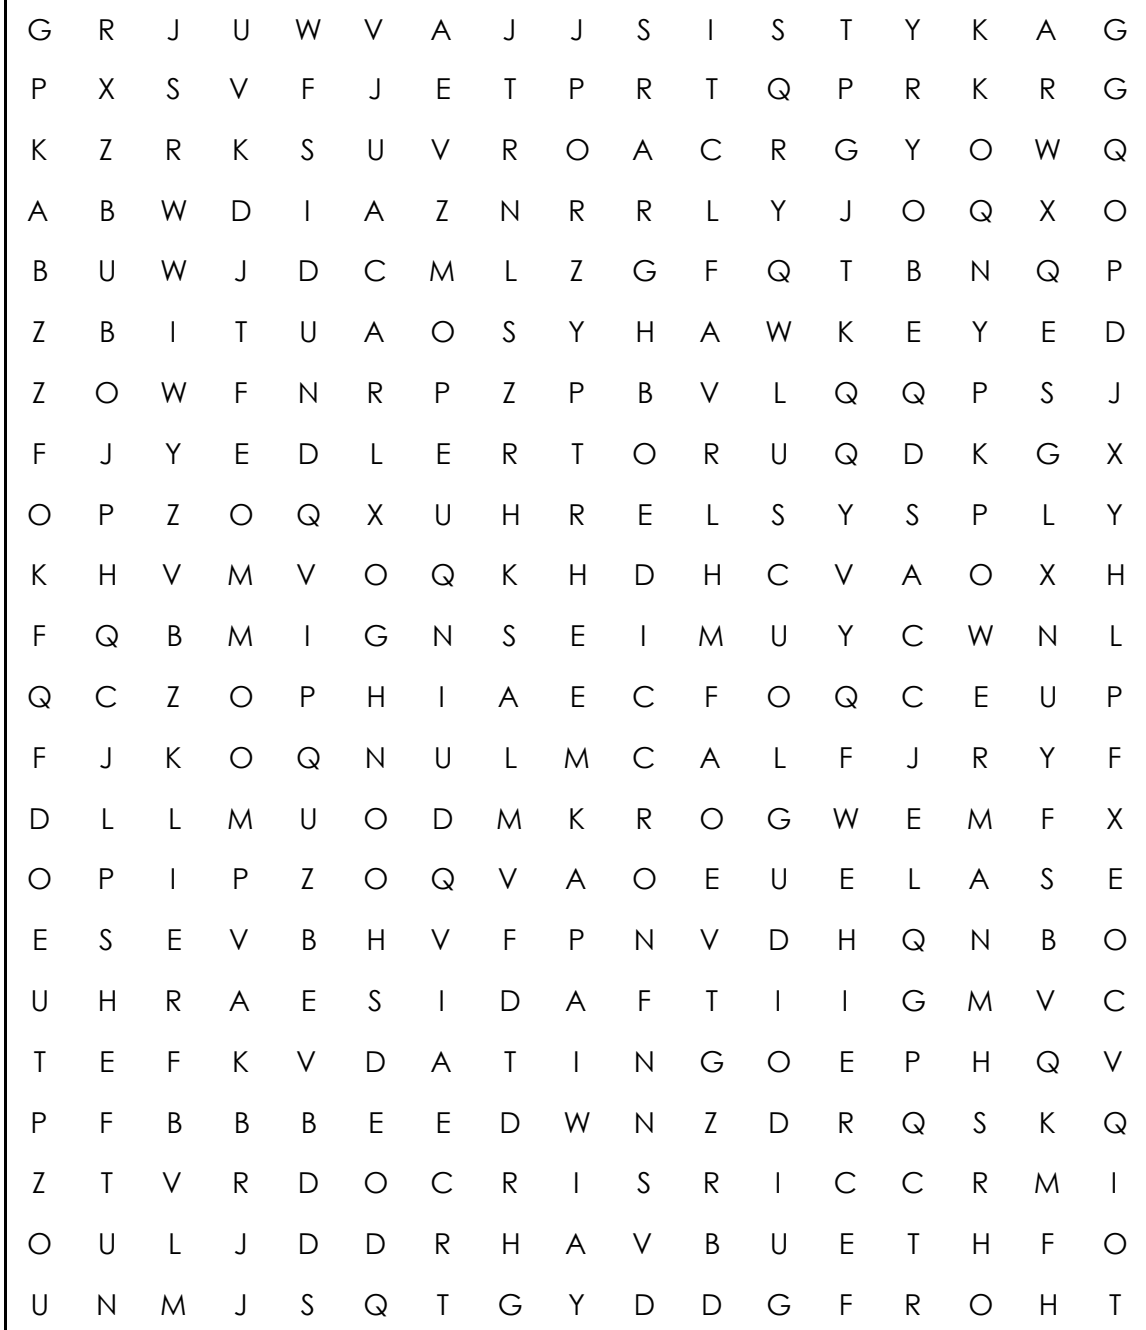 G R J U W V A J J S I S T Y K A G
P X S V F J E T P R T Q P R K R G
K Z R K S U V R O A C R G Y O W Q
A B W D I A Z N R R L Y J O Q X O
B U W J D C M L Z G F Q T B N Q P
Z B I T U A O S Y H A W K E Y E D
Z O W F N R P Z P B V L Q Q P S J
F J Y E D L E R T O R U Q D K G X
O P Z O Q X U H R E L S Y S P L Y
K H V M V O Q K H D H C V A O X H
F Q B M I G N S E I M U Y C W N L
Q C Z O P H I A E C F O Q C E U P
F J K O Q N U L M C A L F J R Y F
D L L M U O D M K R O G W E M F X
O P I P Z O Q V A O E U E L A S E
E S E V B H V F P N V D H Q N B O
U H R A E S I D A F T I I G M V C
T E F K V D A T I N G O E P H Q V
P F B B B E E D W N Z D R Q S K Q
Z T V R D O C R I S R I C C R M I
O U L J D D R H A V B U E T H F O
U N M J S Q T G Y D D G F R O H T